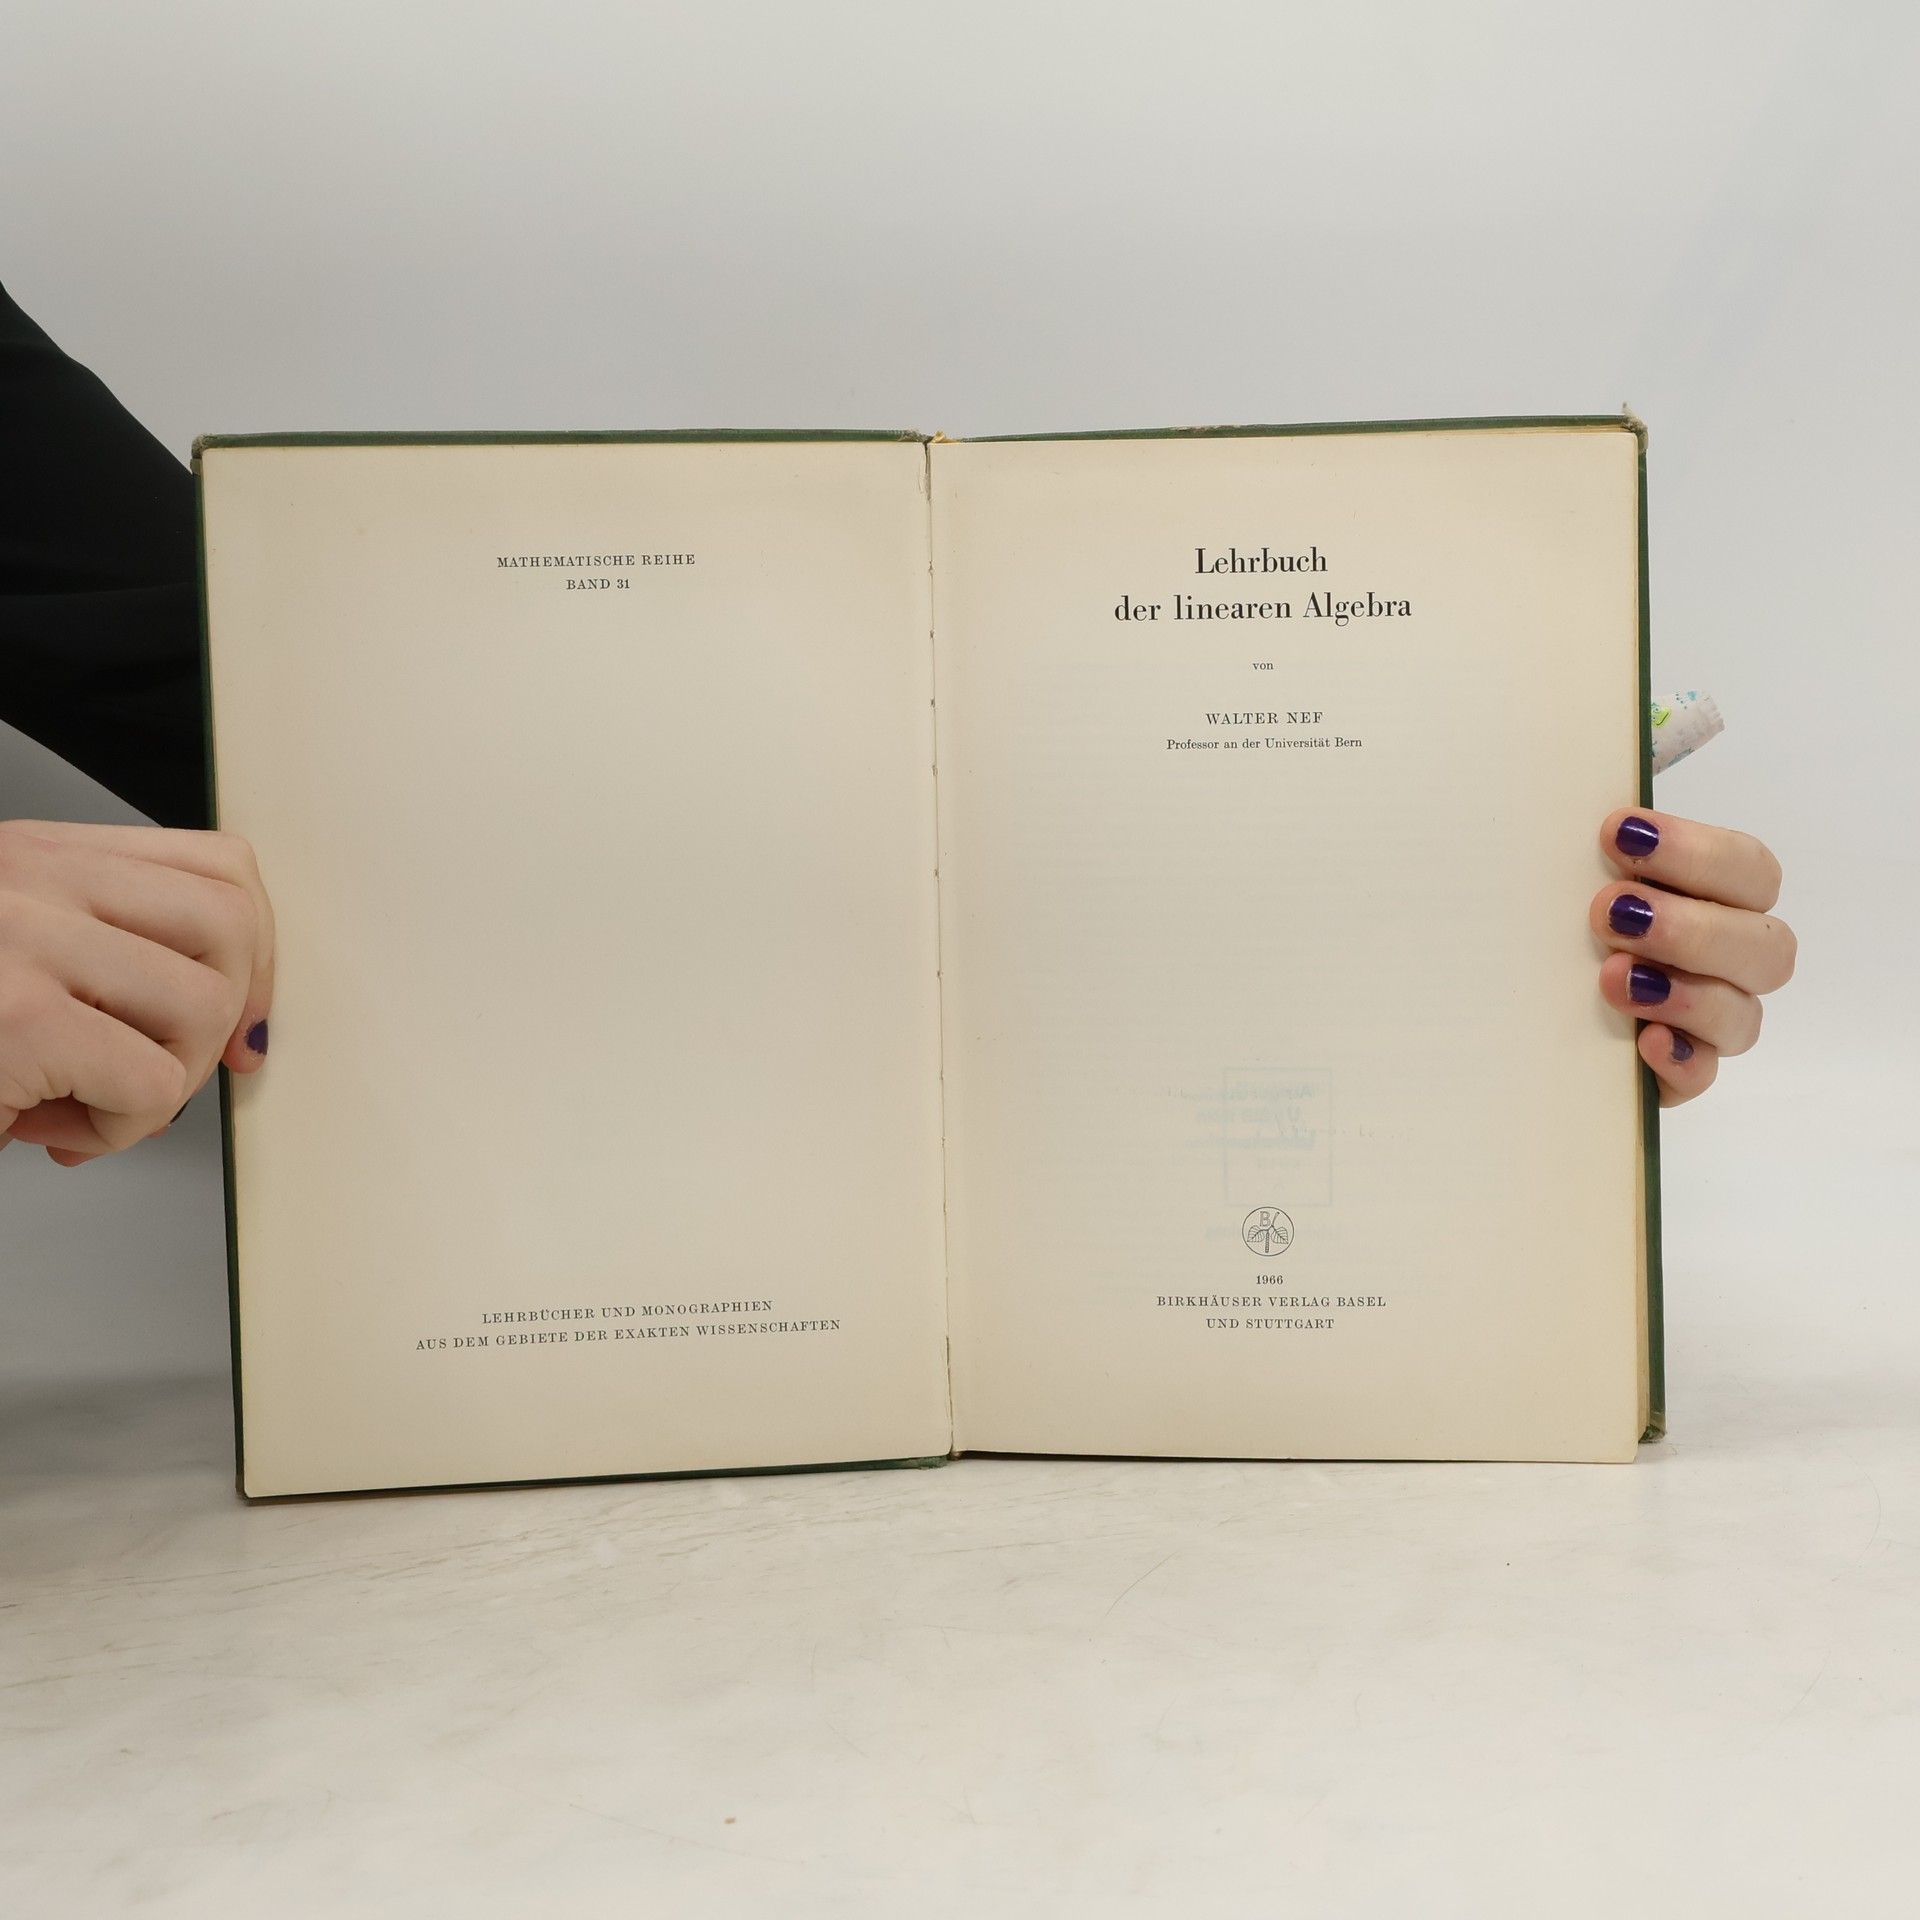 MATHEMATISCHE REIHE
BAND 31
LEHRBÜCHER UND MONOGRAPHIEN
AUS DEM GEBIETE DER EXAKTEN WISSENSCHAFTEN
Lehrbuch
der linearen Algebra
von
WALTER NEF
Professor an der Universität Bern
B
1966
BIRKHÄUSER VERLAG BASEL
UND STUTTGART